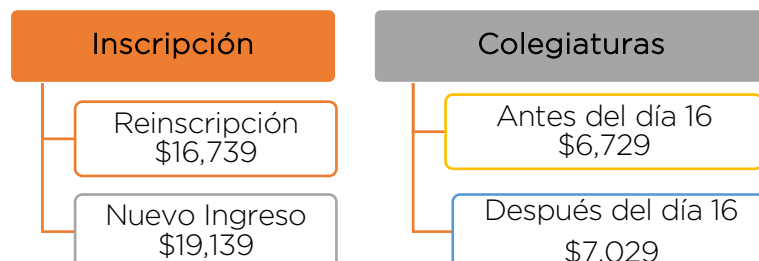 Inscripción
Reinscripción
$16,739
Nuevo Ingreso
$19,139
Colegiaturas
Antes del día 16
$6,729
Después del día 16
$7,029